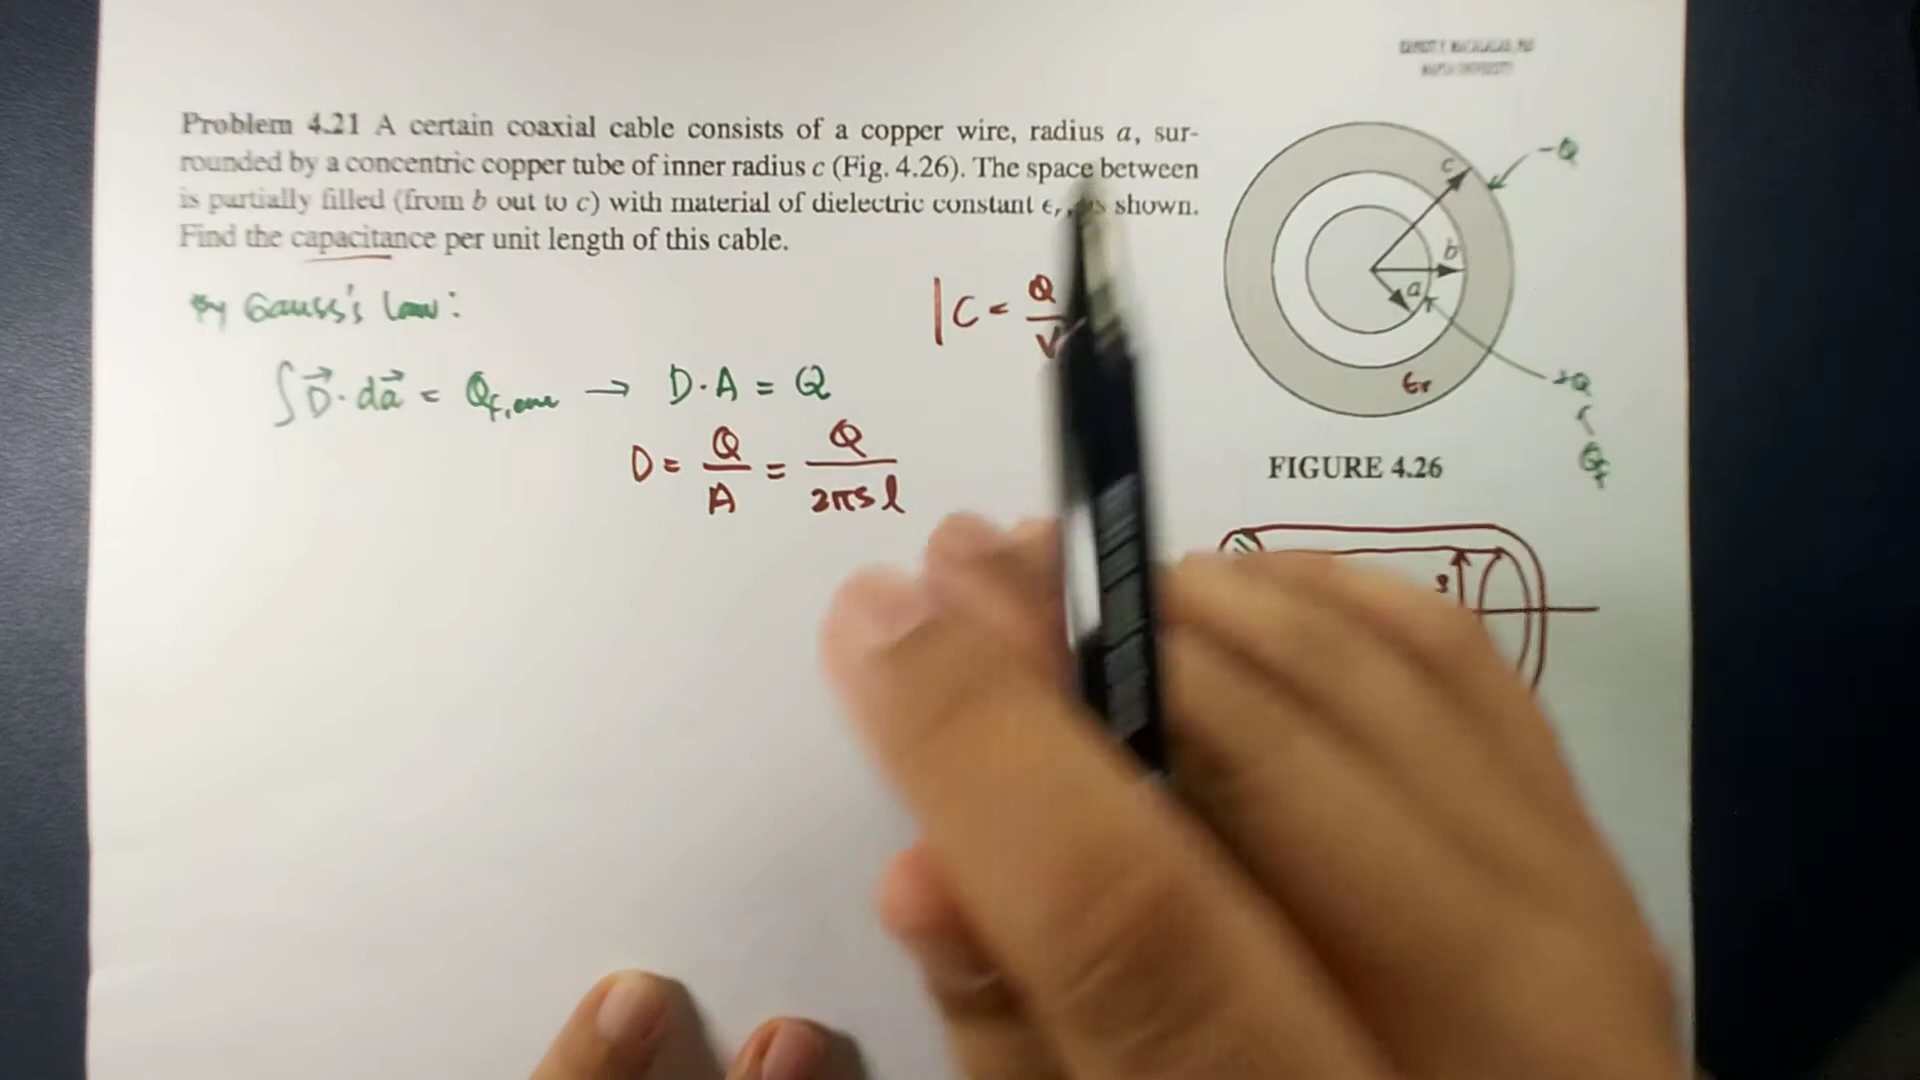 Problem 4.21 A certain coaxial cable consists of a copper wire, radius a, sur-
rounded by a concentric copper tube of inner radius c (Fig. 4.26). The space between
is partially filled (from b out to c) with material of dielectric constant ϵr, as shown.
Find the capacitance per unit length of this cable.
By Gauss's Law:
C = Q/V
∫D⃗·da⃗ = Qf,enc → D·A = Q
D = Q/A = Q/2πsl
-Q
c
b
a
ϵr
+Q
Qf
FIGURE 4.26
s